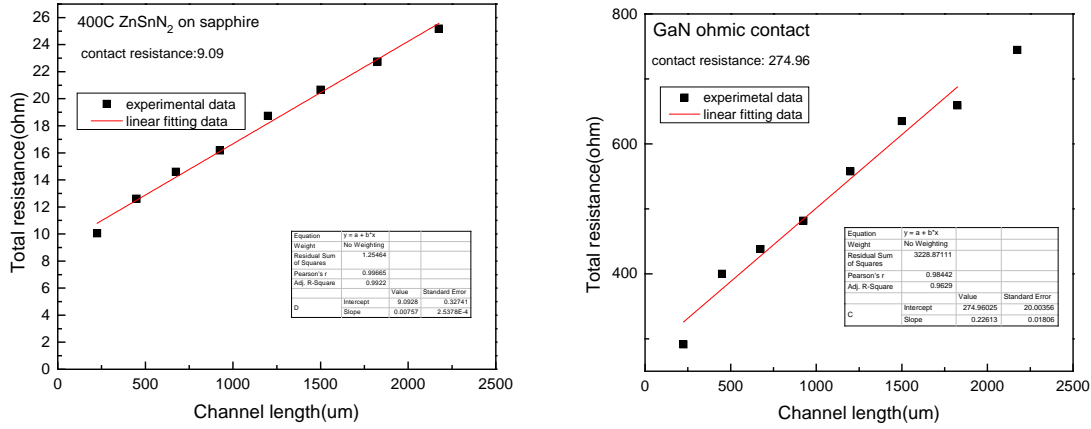 400C ZnSnN2 on sapphire
contact resistance:9.09
experimental data
linear fitting data
Total resistance(ohm)
26
24
22
20
18
16
14
12
10
8
6
4
2
0
Equation y = a + b*x
Weight No Weighting
Residual Sum of Squares 1.25464
Pearson's r 0.99665
Adj. R-Square 0.9922
Value Standard Error
D Intercept 9.0928 0.32741
Slope 0.00757 2.5378E-4
0 500 1000 1500 2000 2500
Channel length(um)
GaN ohmic contact
contact resistance: 274.96
experimetal data
linear fitting data
Total resistance(ohm)
800
600
400
Equation y = a + b*x
Weight No Weighting
Residual Sum of Squares 3228.87111
Pearson's r 0.98442
Adj. R-Square 0.9629
Value Standard Error
C Intercept 274.96025 20.00356
Slope 0.22613 0.01806
0 500 1000 1500 2000 2500
Channel length(um)